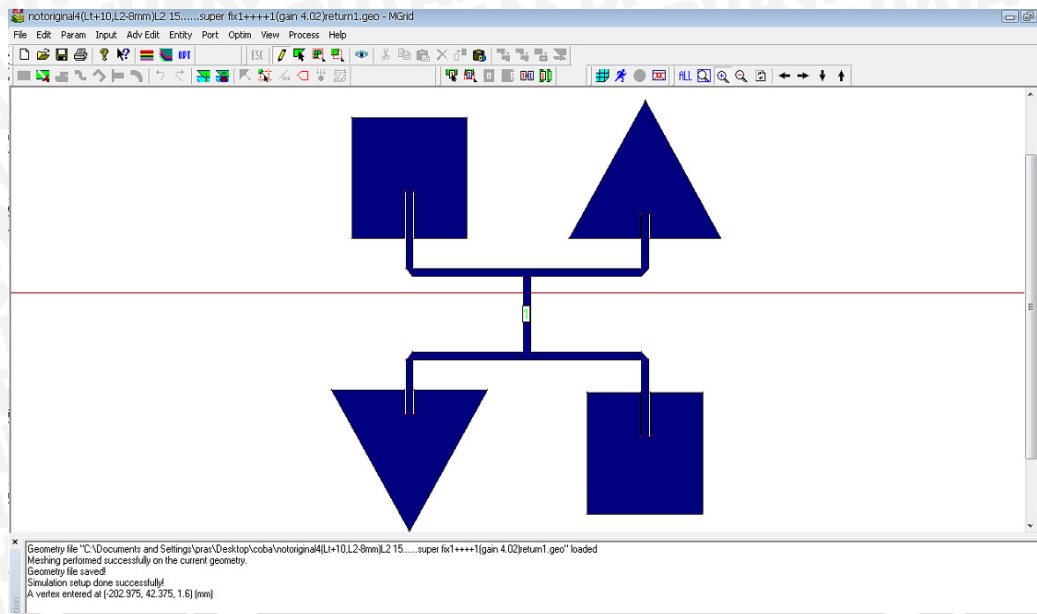 notoriginal4(Lt+10,L2-8mm)L2 15......super fix1++++1(gain 4.02)return1.geo - MGrid
File Edit Param Input Adv Edit Entity Port Optim View Process Help
OPT ESC
ALL
1
Geometry file "C:\Documents and Settings\pras\Desktop\coba\notoriginal4(Lt+10,L2-8mm)L2 15......super fix1++++1(gain 4.02)return1.geo" loaded
Meshing performed successfully on the current geometry.
Geometry file saved!
Simulation setup done successfully!
A vertex entered at (-202.975, 42.375, 1.6) (mm)